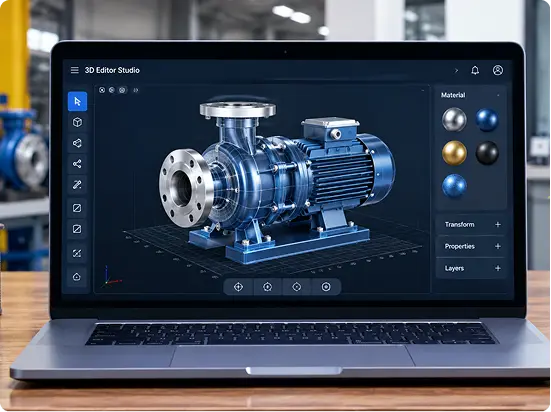 3D Editor Studio
Material
Transform
Properties
Layers